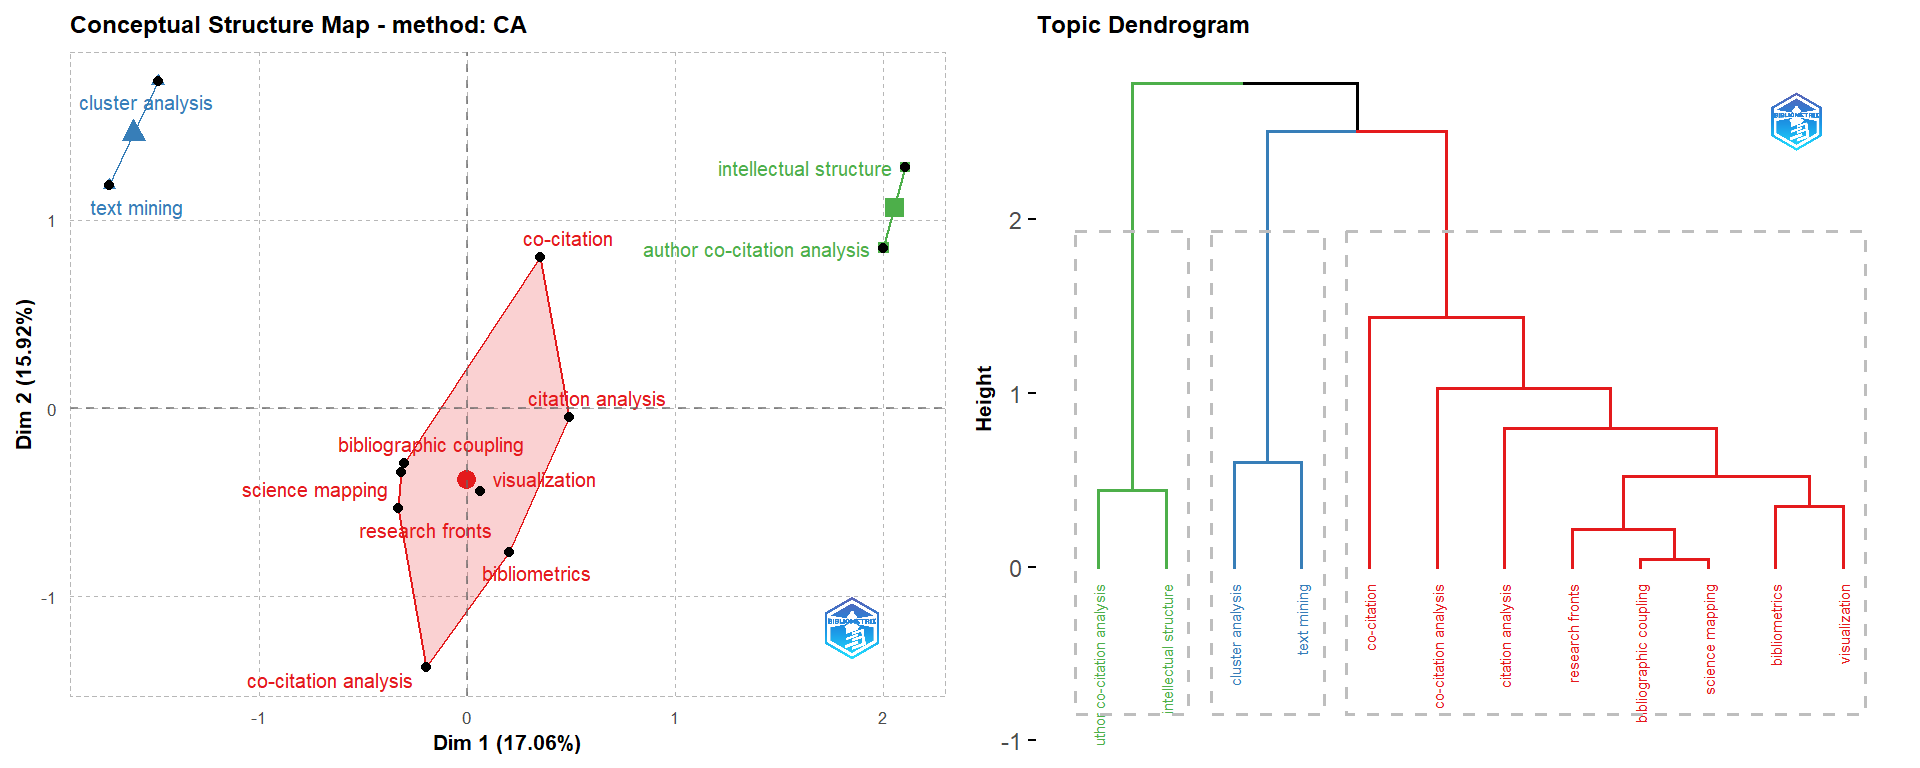 Conceptual Structure Map - method: CA
cluster analysis
text mining
intellectual structure
author co-citation analysis
co-citation
citation analysis
bibliographic coupling
visualization
science mapping
research fronts
bibliometrics
co-citation analysis
BIBLIOMETRIX
1
0
-1
-1
0
1
2
Dim 1 (17.06%)
Dim 2 (15.92%)
Topic Dendrogram
BIBLIOMETRIX
2
1
0
-1
Height
uthor co-citation analysis
intellectual structure
cluster analysis
text mining
co-citation
co-citation analysis
citation analysis
research fronts
bibliographic coupling
science mapping
bibliometrics
visualization